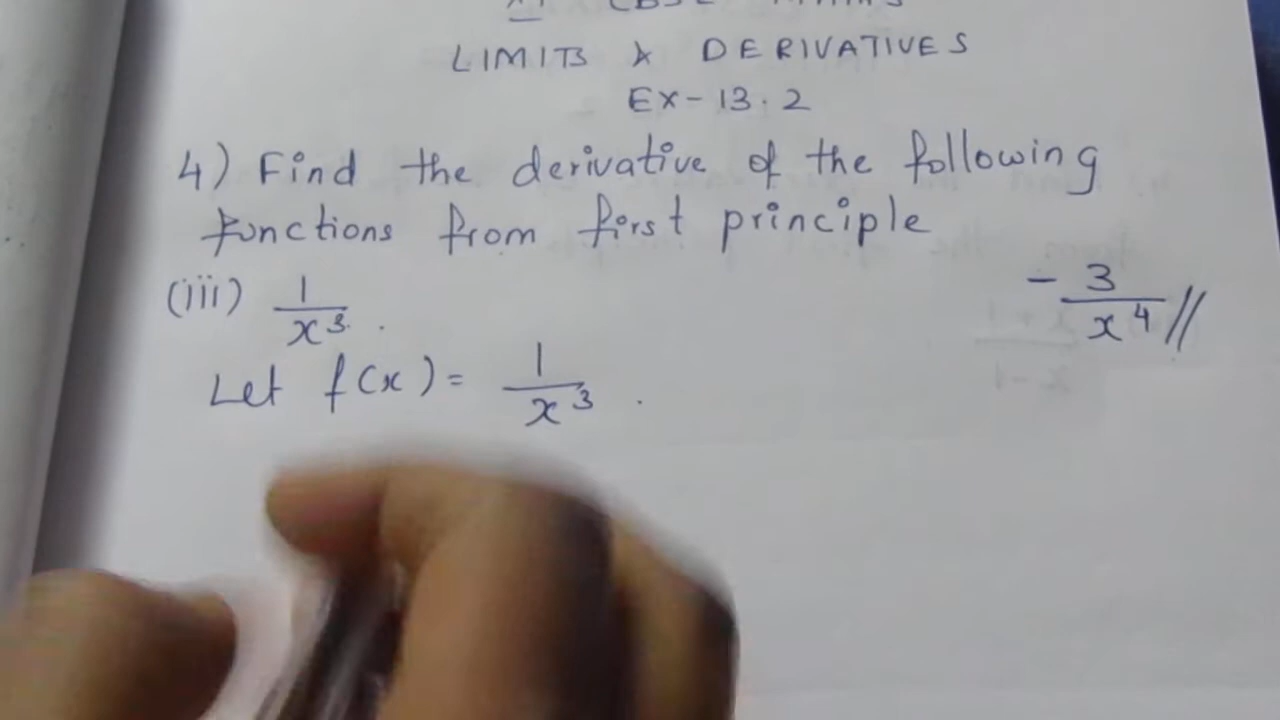 LIMITS & DERIVATIVES
EX-13.2
4) Find the derivative of the following
functions from first principle
(iii) 1/x³.
-3/x⁴//
Let f(x) = 1/x³.